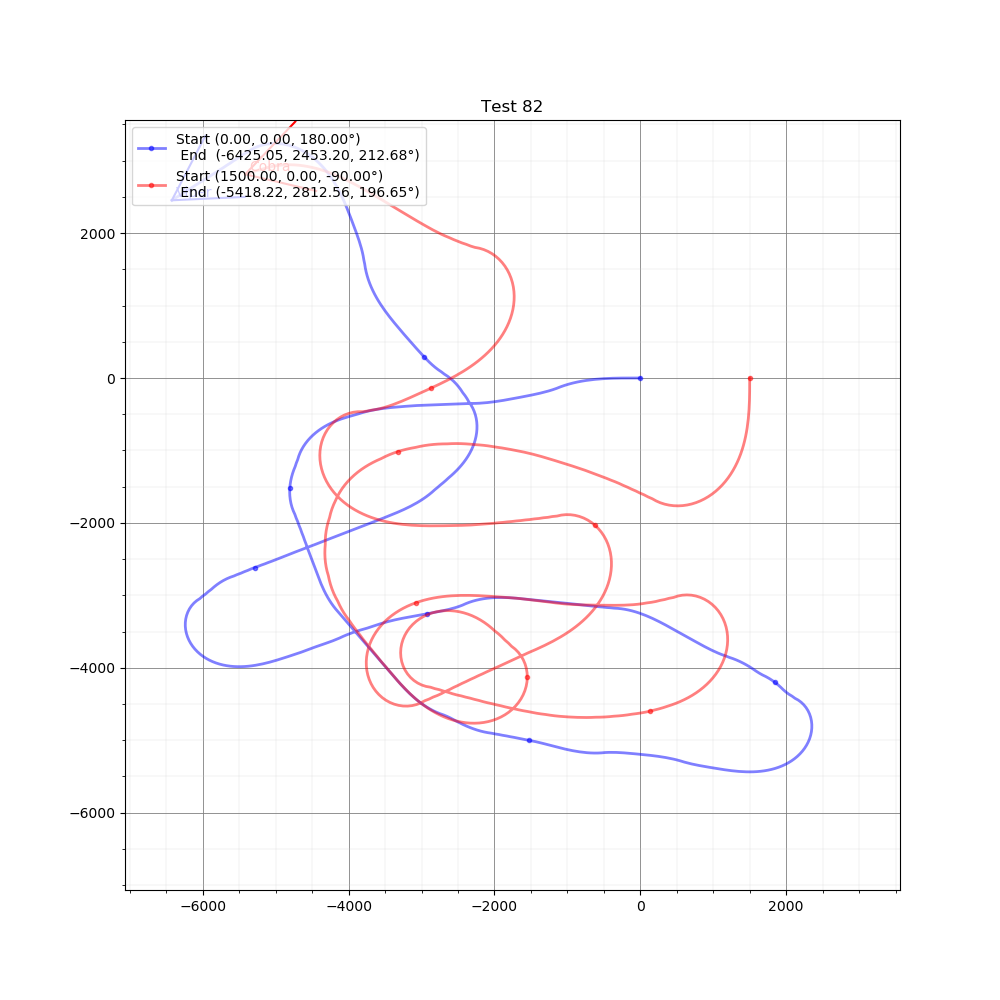 Test 82
Start (0.00, 0.00, 180.00°)
End (-6425.05, 2453.20, 212.68°)
Start (1500.00, 0.00, -90.00°)
End (-5418.22, 2812.56, 196.65°)
2000
0
−2000
−4000
−6000
−6000 −4000 −2000 0 2000